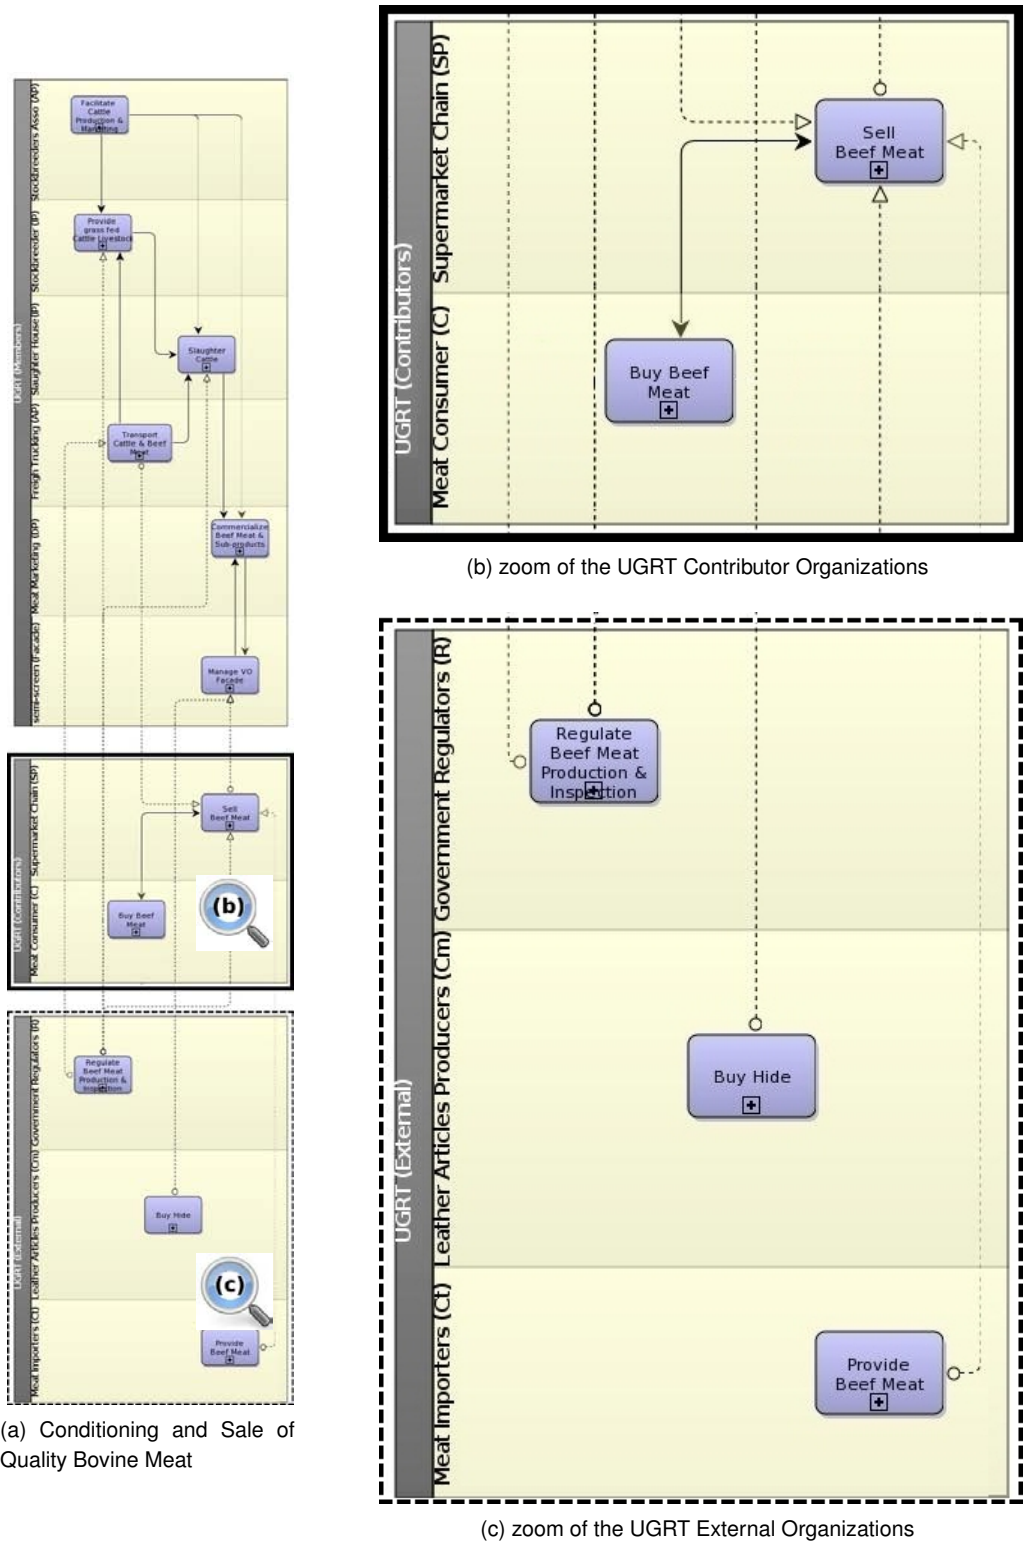 UGRT (Members)
Stockbreeders Asso (AP)
Facilitate
Cattle
Production &
Marketing
Stockbreeder (IP)
Provide
grass fed
Cattle Livestock
Slaughter House (IP)
Slaughter
Cattle
Freigh Trucking (AP)
Transport
Cattle & Beef
Meat
Meat Marketing (DP)
Commercialize
Beef Meat &
Sub-products
semi-screen (Facade)
Manage VO
Facade
UGRT (Contributors)
Supermarket Chain (SP)
Sell
Beef Meat
Meat Consumer (C)
Buy Beef
Meat
(b)
UGRT (External)
Government Regulators (R)
Regulate
Beef Meat
Production &
Inspection
Leather Articles Producers (Cm)
Buy Hide
(c)
Meat Importers (Ct)
Provide
Beef Meat
(a) Conditioning and Sale of
Quality Bovine Meat
UGRT (Contributors)
Supermarket Chain (SP)
Sell
Beef Meat
Meat Consumer (C)
Buy Beef
Meat
(b) zoom of the UGRT Contributor Organizations
UGRT (External)
Government Regulators (R)
Regulate
Beef Meat
Production &
Inspection
Leather Articles Producers (Cm)
Buy Hide
Meat Importers (Ct)
Provide
Beef Meat
(c) zoom of the UGRT External Organizations